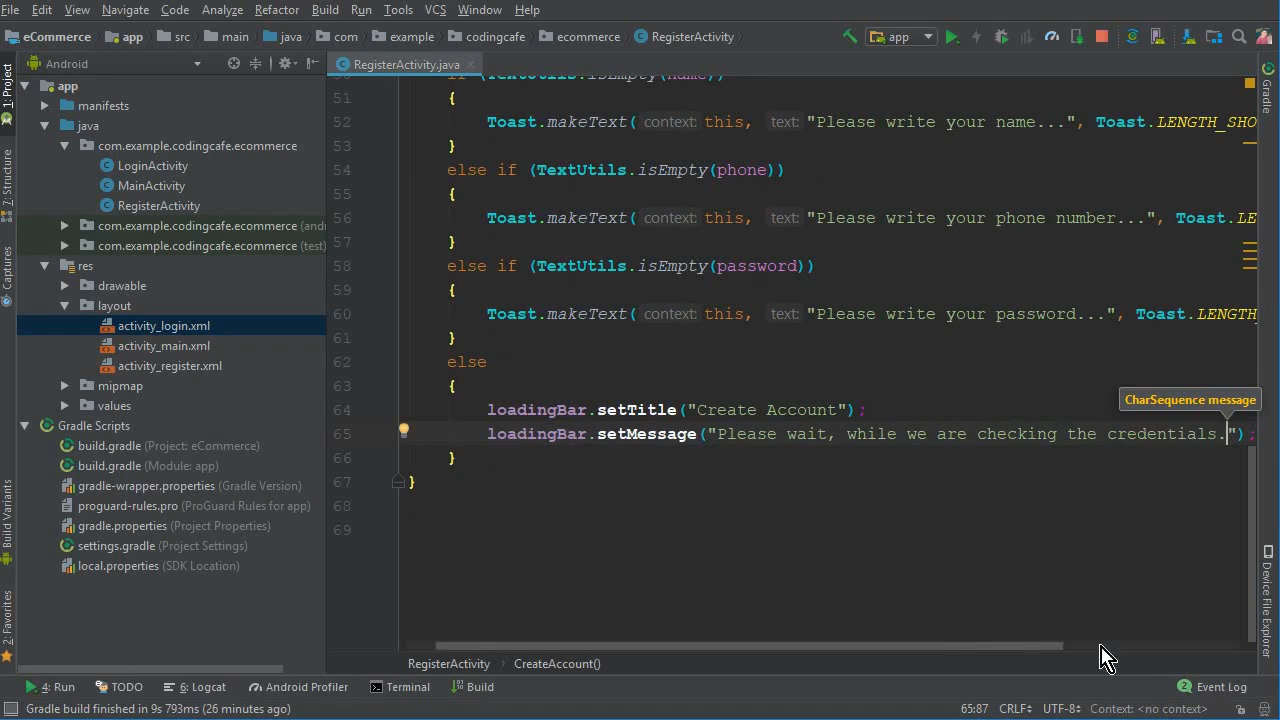 File Edit View Navigate Code Analyze Refactor Build Run Tools VCS Window Help
eCommerce app src main java com example codingcafe ecommerce RegisterActivity app
1: Project
Android
RegisterActivity.java
Gradle
app
manifests
java
com.example.codingcafe.ecommerce
LoginActivity
MainActivity
RegisterActivity
com.example.codingcafe.ecommerce (and
com.example.codingcafe.ecommerce (test)
res
drawable
layout
activity_login.xml
activity_main.xml
activity_register.xml
mipmap
values
Gradle Scripts
build.gradle (Project: eCommerce)
build.gradle (Module: app)
gradle-wrapper.properties (Gradle Version)
proguard-rules.pro (ProGuard Rules for app)
gradle.properties (Project Properties)
settings.gradle (Project Settings)
local.properties (SDK Location)
7: Structure
Captures
Build Variants
2: Favorites
50 if (TextUtils.isEmpty(name))
51 {
52 Toast.makeText( context: this, text: "Please write your name...", Toast.LENGTH_SHO
53 }
54 else if (TextUtils.isEmpty(phone))
55 {
56 Toast.makeText( context: this, text: "Please write your phone number...", Toast.LE
57 }
58 else if (TextUtils.isEmpty(password))
59 {
60 Toast.makeText( context: this, text: "Please write your password...", Toast.LENGTH_
61 }
62 else
63 {
64 loadingBar.setTitle("Create Account");
CharSequence message
65 loadingBar.setMessage("Please wait, while we are checking the credentials.");
66 }
67 }
68
69
Device File Explorer
RegisterActivity CreateAccount()
4: Run TODO 6: Logcat Android Profiler Terminal Build 2 Event Log
Gradle build finished in 9s 793ms (26 minutes ago) 65:87 CRLF UTF-8 Context: <no context>